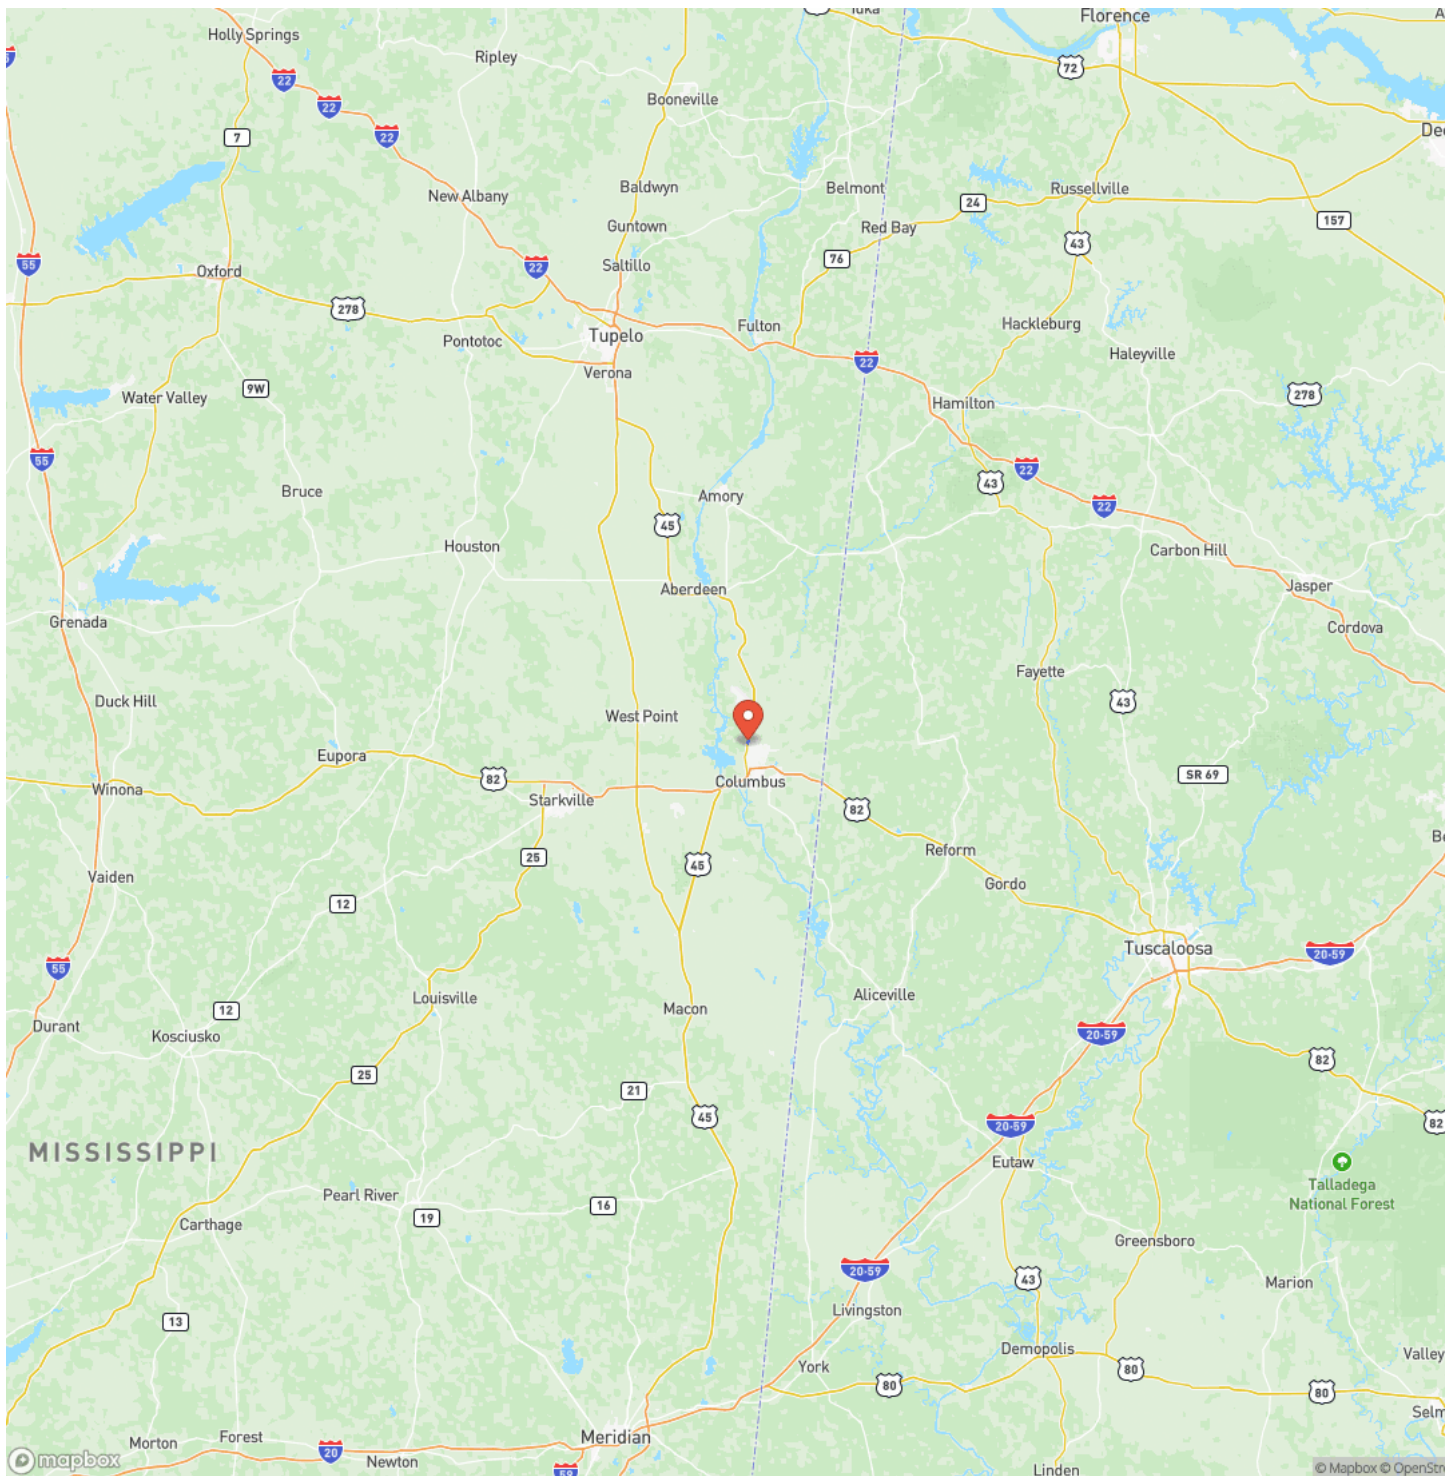 Iuka
Florence
Holly Springs
Ripley
72
22
22
Booneville
22
7
Baldwyn
Belmont
Russellville
New Albany
24
157
Guntown
Red Bay
43
Saltillo
76
55
Oxford
22
278
Tupelo
Fulton
Hackleburg
Pontotoc
Haleyville
Verona
22
9W
Water Valley
278
Hamilton
55
22
43
Bruce
Amory
22
45
Houston
Carbon Hill
Aberdeen
Jasper
Grenada
Cordova
Fayette
Duck Hill
43
West Point
Eupora
82
Columbus
SR 69
Winona
Starkville
82
Reform
25
45
Vaiden
Gordo
12
Tuscaloosa
20-59
55
Louisville
Aliceville
12
Macon
Durant
Kosciusko
20-59
82
25
21
45
82
20-59
MISSISSIPPI
Eutaw
Talladega
National Forest
Pearl River
16
Carthage
19
Greensboro
20-59
43
Marion
Livingston
13
Demopolis
Valley
York
80
80
80
Selm
Morton
Forest
Meridian
20
mapbox
Newton
59
Linden
© Mapbox © OpenStr